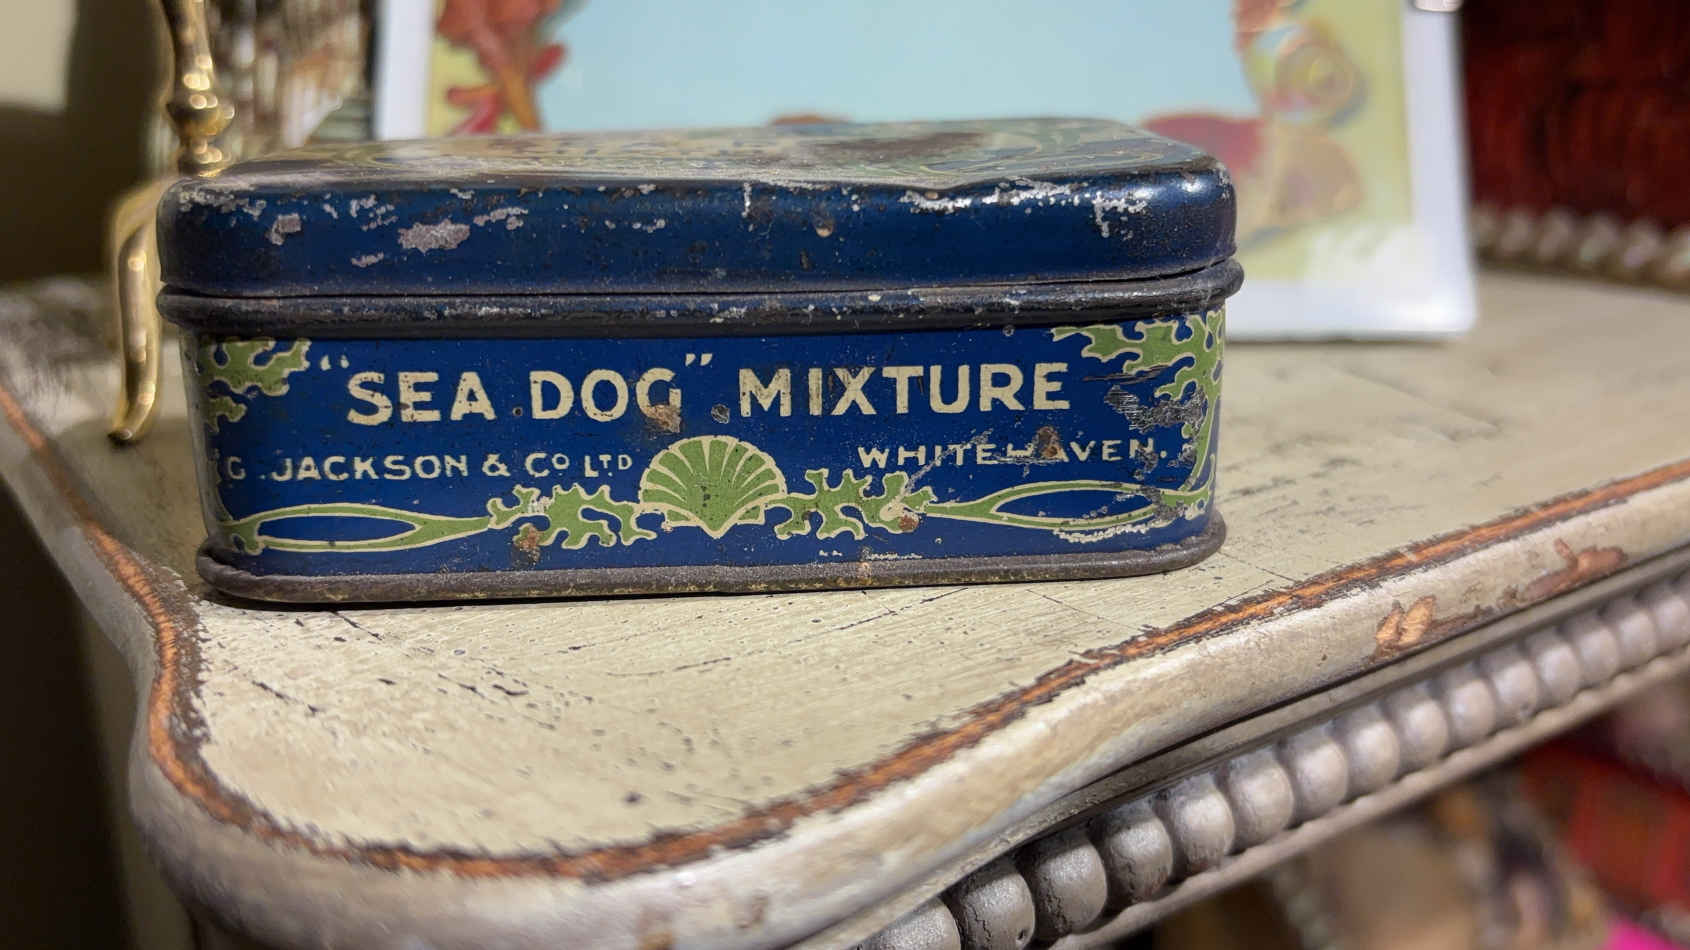 "SEA DOG" MIXTURE
G. JACKSON & Co LTD WHITEHAVEN.